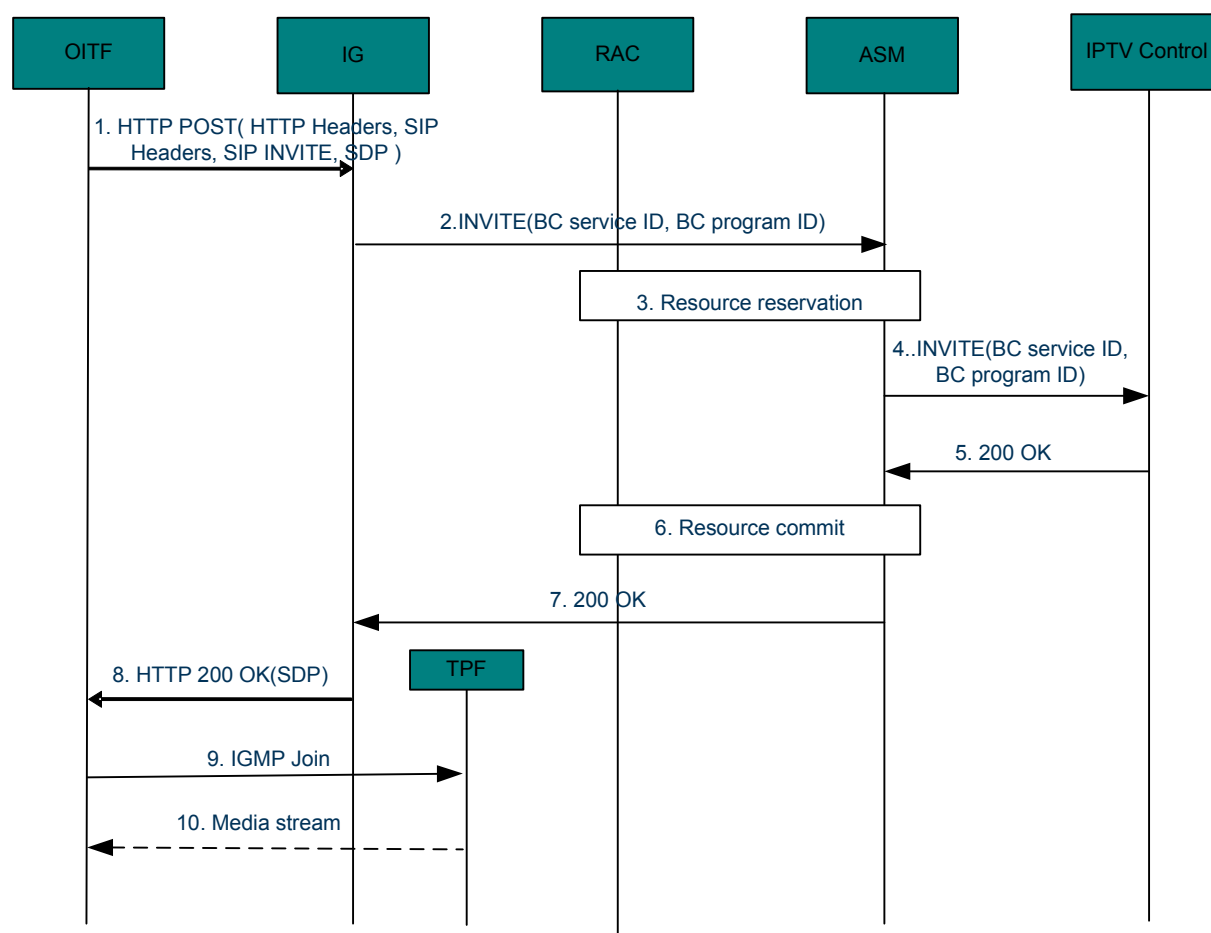 OITF
IG
RAC
ASM
IPTV Control
1. HTTP POST( HTTP Headers, SIP
Headers, SIP INVITE, SDP )
2.INVITE(BC service ID, BC program ID)
3. Resource reservation
4..INVITE(BC service ID,
BC program ID)
5. 200 OK
6. Resource commit
7. 200 OK
TPF
8. HTTP 200 OK(SDP)
9. IGMP Join
10. Media stream